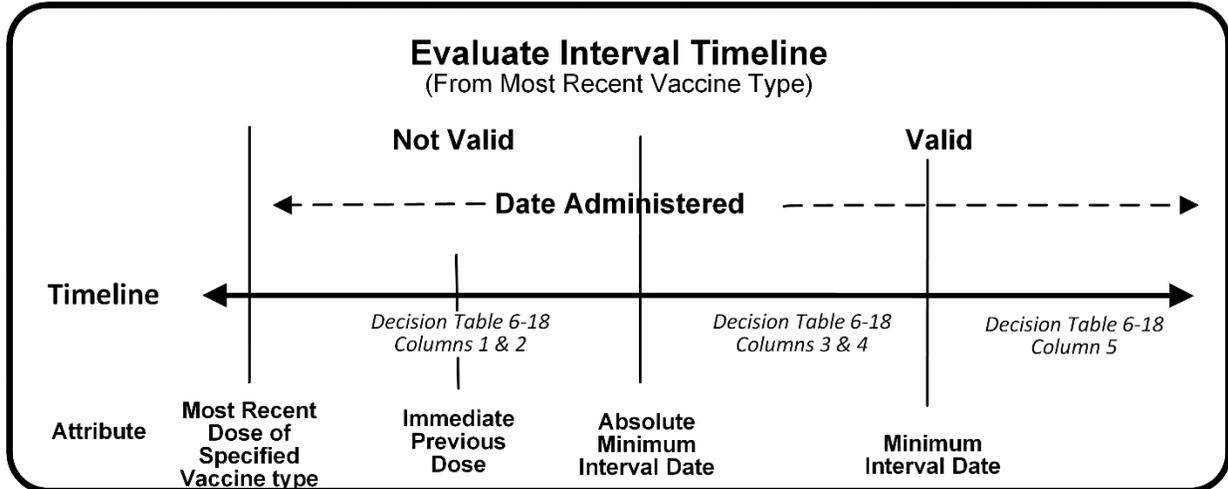 Evaluate Interval Timeline
(From Most Recent Vaccine Type)
Not Valid
Valid
Date Administered
Timeline
Decision Table 6-18
Columns 1 & 2
Decision Table 6-18
Columns 3 & 4
Decision Table 6-18
Column 5
Attribute
Most Recent
Dose of
Specified
Vaccine type
Immediate
Previous
Dose
Absolute
Minimum
Interval Date
Minimum
Interval Date